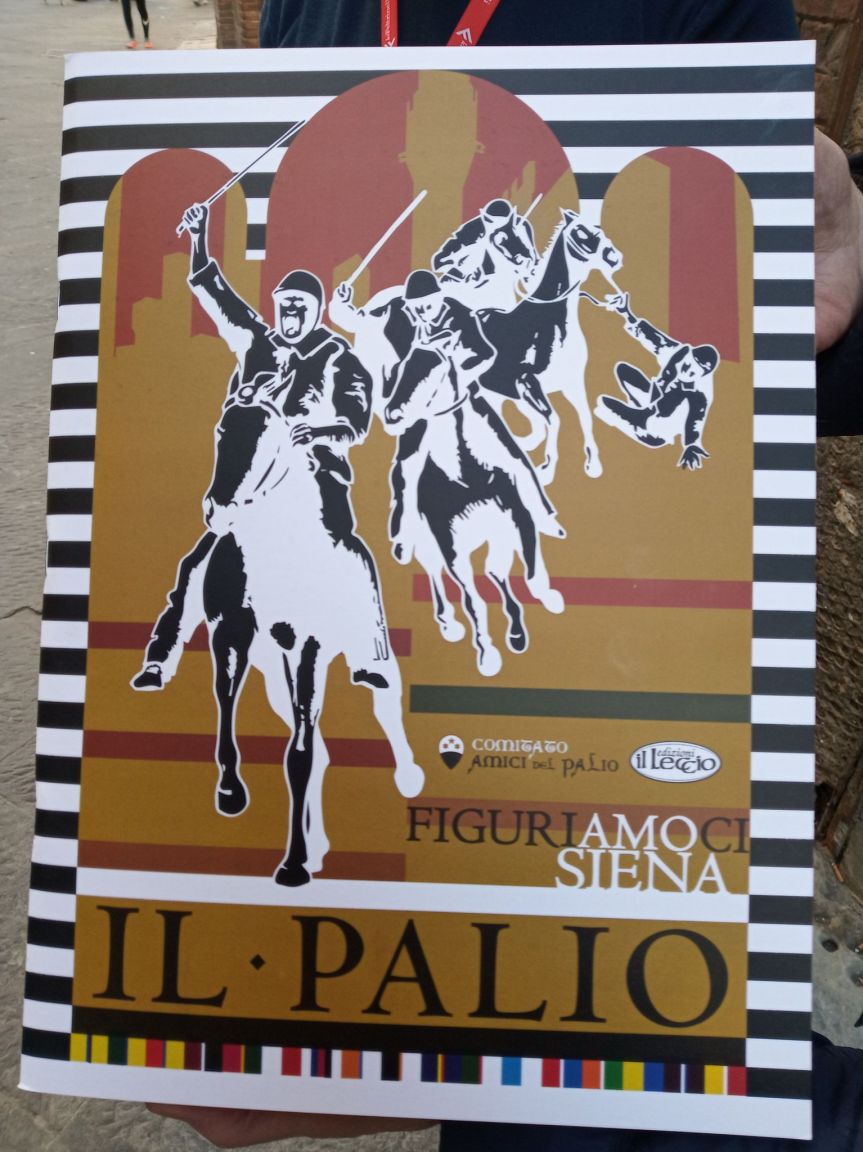 COMITATO
AMICI DEL PALIO
edizioni
il Leccio
FIGURIAMOCI
SIENA
IL · PALIO